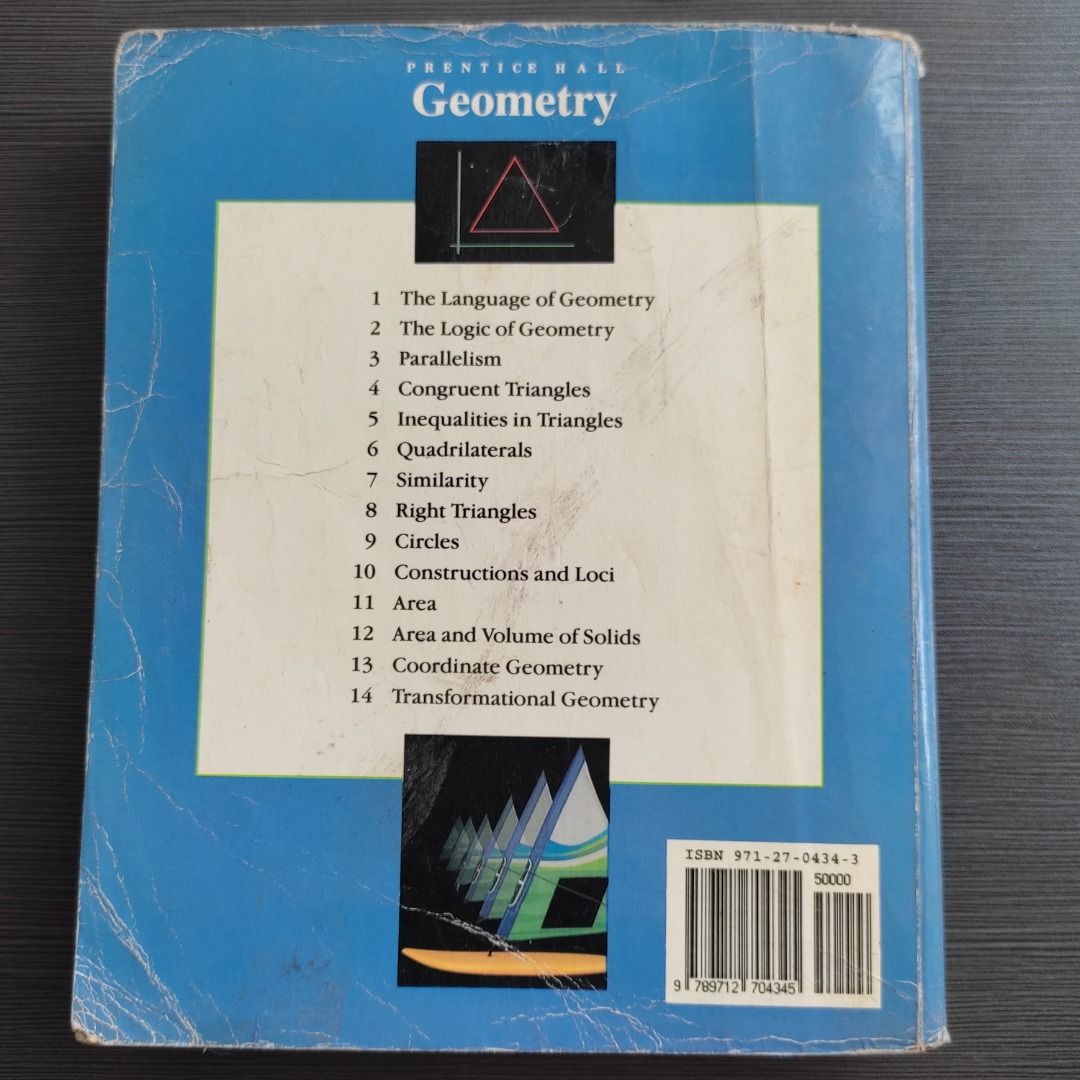 PRENTICE HALL
Geometry
1 The Language of Geometry
2 The Logic of Geometry
3 Parallelism
4 Congruent Triangles
5 Inequalities in Triangles
6 Quadrilaterals
7 Similarity
8 Right Triangles
9 Circles
10 Constructions and Loci
11 Area
12 Area and Volume of Solids
13 Coordinate Geometry
14 Transformational Geometry
ISBN 971-27-0434-3
50000
9 789712 704345